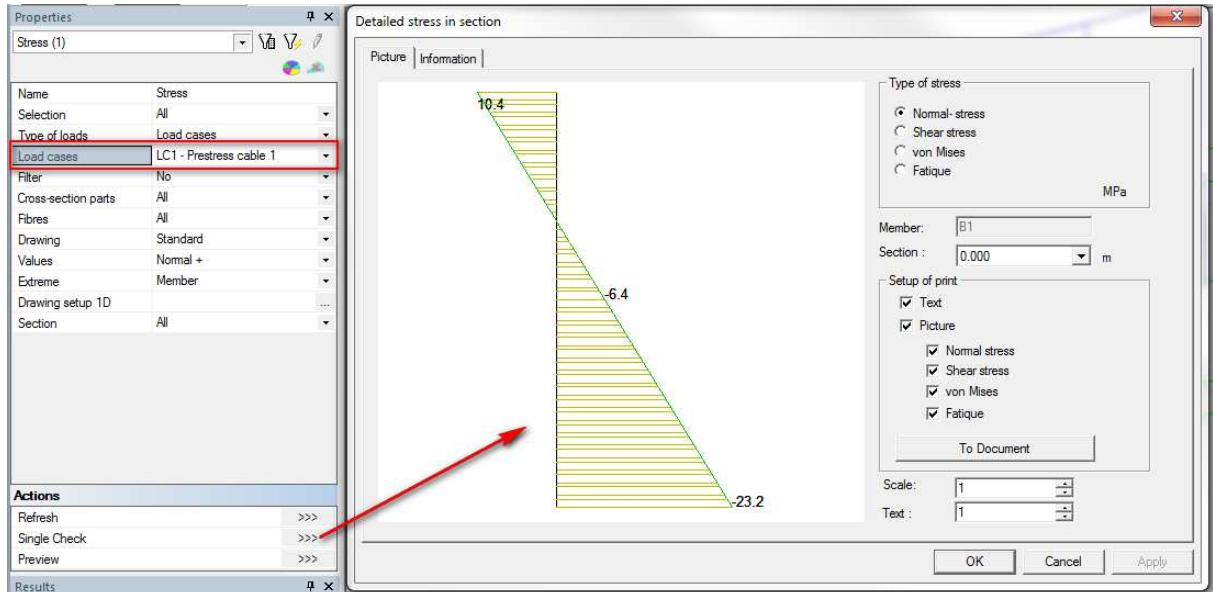 Properties
Stress (1)
Name Stress
Selection All
Type of loads Load cases
Load cases LC1 - Prestress cable 1
Filter No
Cross-section parts All
Fibres All
Drawing Standard
Values Normal +
Extreme Member
Drawing setup 1D ...
Section All
Actions
Refresh >>>
Single Check >>>
Preview >>>
Results
Detailed stress in section
Picture Information
10.4
-6.4
-23.2
Type of stress
Normal- stress
Shear stress
von Mises
Fatique
MPa
Member: B1
Section : 0.000 m
Setup of print
Text
Picture
Normal stress
Shear stress
von Mises
Fatique
To Document
Scale: 1
Text : 1
OK Cancel Apply